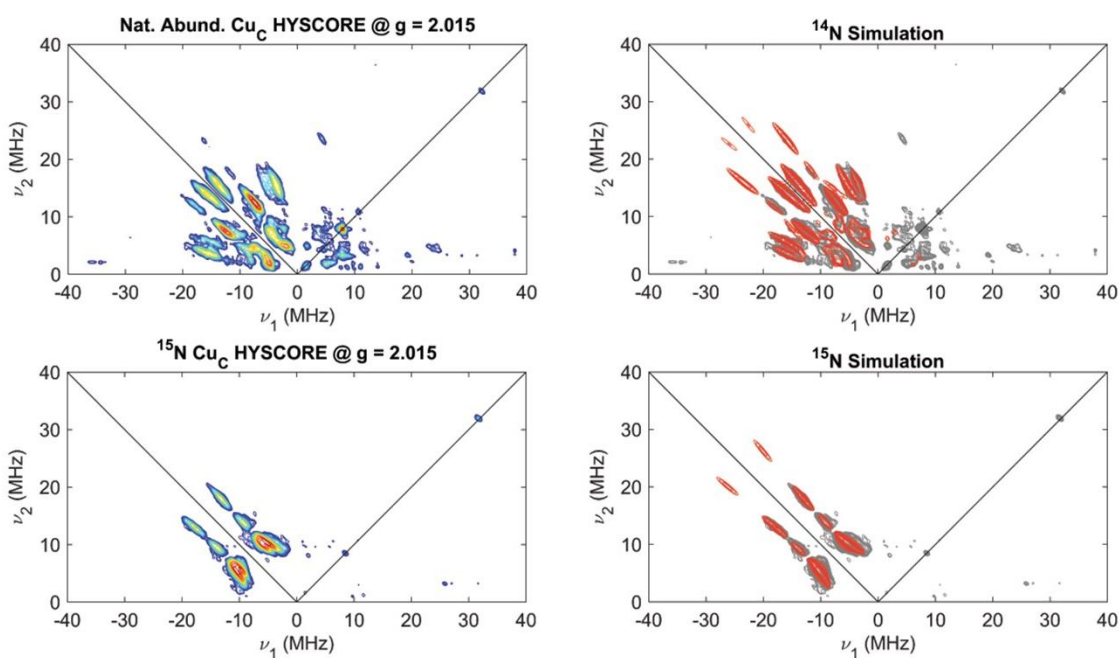 Nat. Abund. CuC HYSCORE @ g = 2.015
40
30
20
10
0
ν2 (MHz)
-40 -30 -20 -10 0 10 20 30 40
ν1 (MHz)
14N Simulation
40
30
20
10
0
ν2 (MHz)
-40 -30 -20 -10 0 10 20 30 40
ν1 (MHz)
15N CuC HYSCORE @ g = 2.015
40
30
20
10
0
ν2 (MHz)
-40 -30 -20 -10 0 10 20 30 40
ν1 (MHz)
15N Simulation
40
30
20
10
0
ν2 (MHz)
-40 -30 -20 -10 0 10 20 30 40
ν1 (MHz)